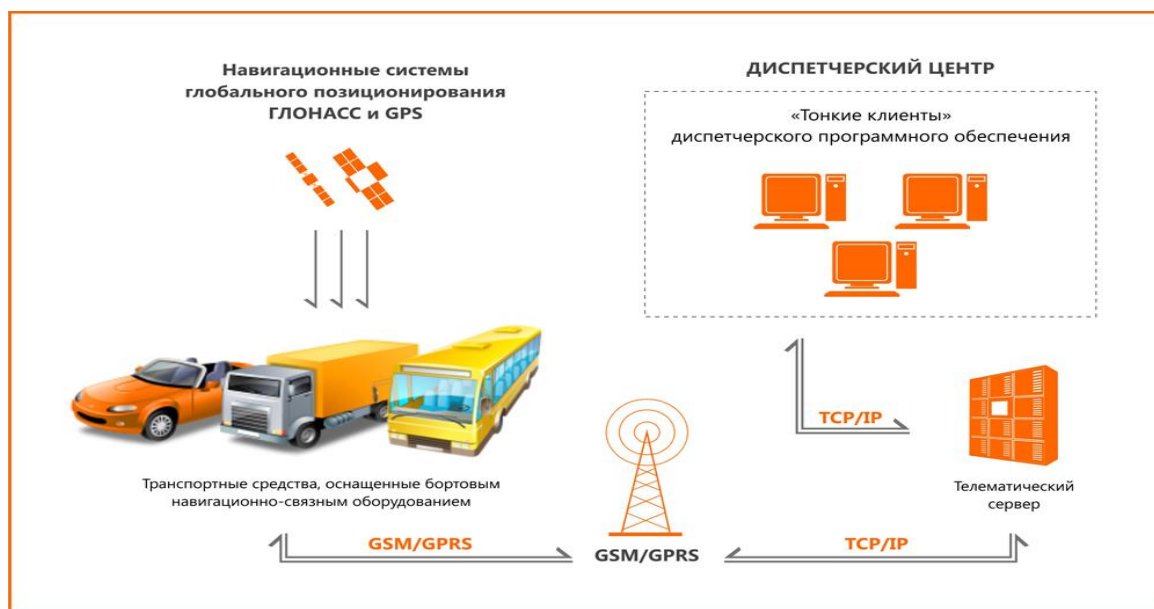 Навигационные системы
глобального позиционирования
ГЛОНАСС и GPS
ДИСПЕТЧЕРСКИЙ ЦЕНТР
«Тонкие клиенты»
диспетчерского программного обеспечения
TCP/IP
Транспортные средства, оснащенные бортовым
навигационно-связным оборудованием
Телематический
сервер
GSM/GPRS
GSM/GPRS
TCP/IP